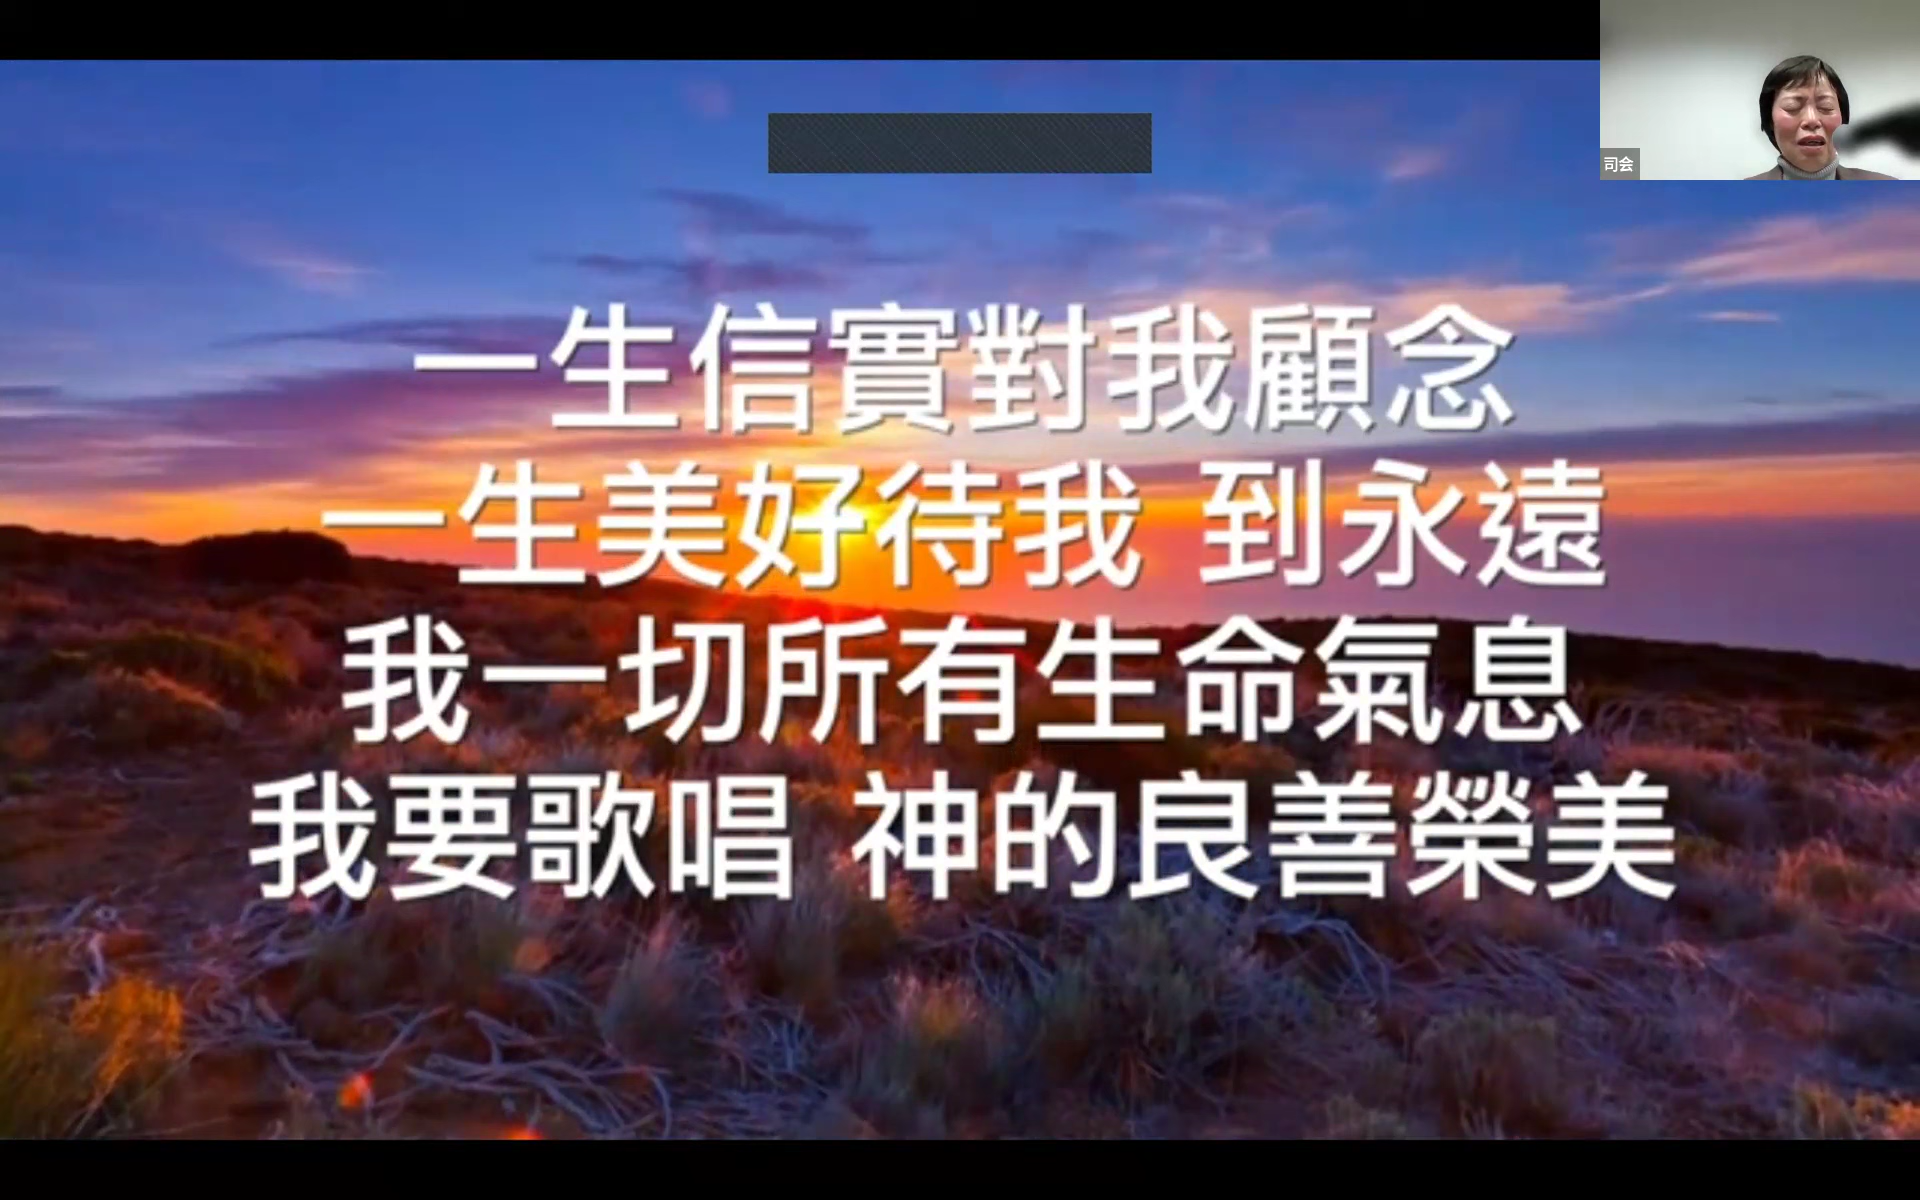 司会
一生信實對我顧念
一生美好待我 到永遠
我一切所有生命氣息
我要歌唱 神的良善榮美